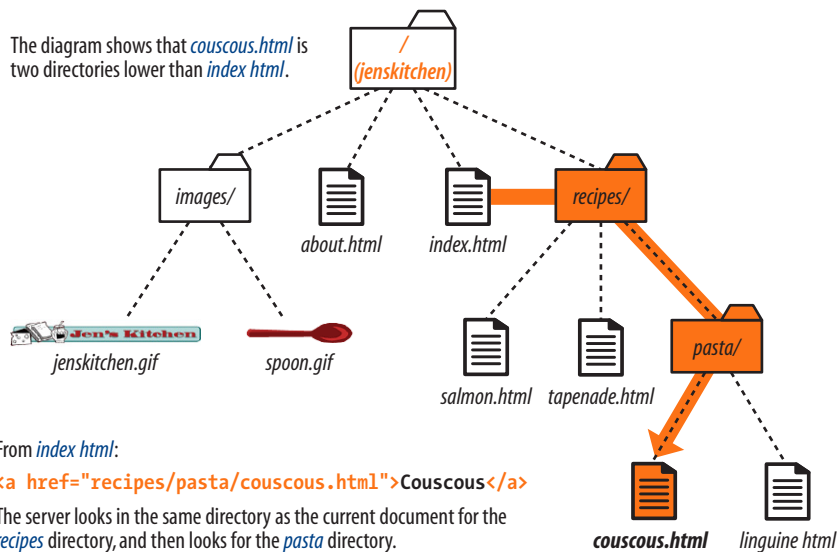 The diagram shows that couscous.html is
two directories lower than index html.
/
(jenskitchen)
images/
about.html
index.html
recipes/
Jen's Kitchen
jenskitchen.gif
spoon.gif
salmon.html
tapenade.html
pasta/
From index html:
<a href="recipes/pasta/couscous.html">Couscous</a>
The server looks in the same directory as the current document for the
recipes directory, and then looks for the pasta directory.
couscous.html
linguine html